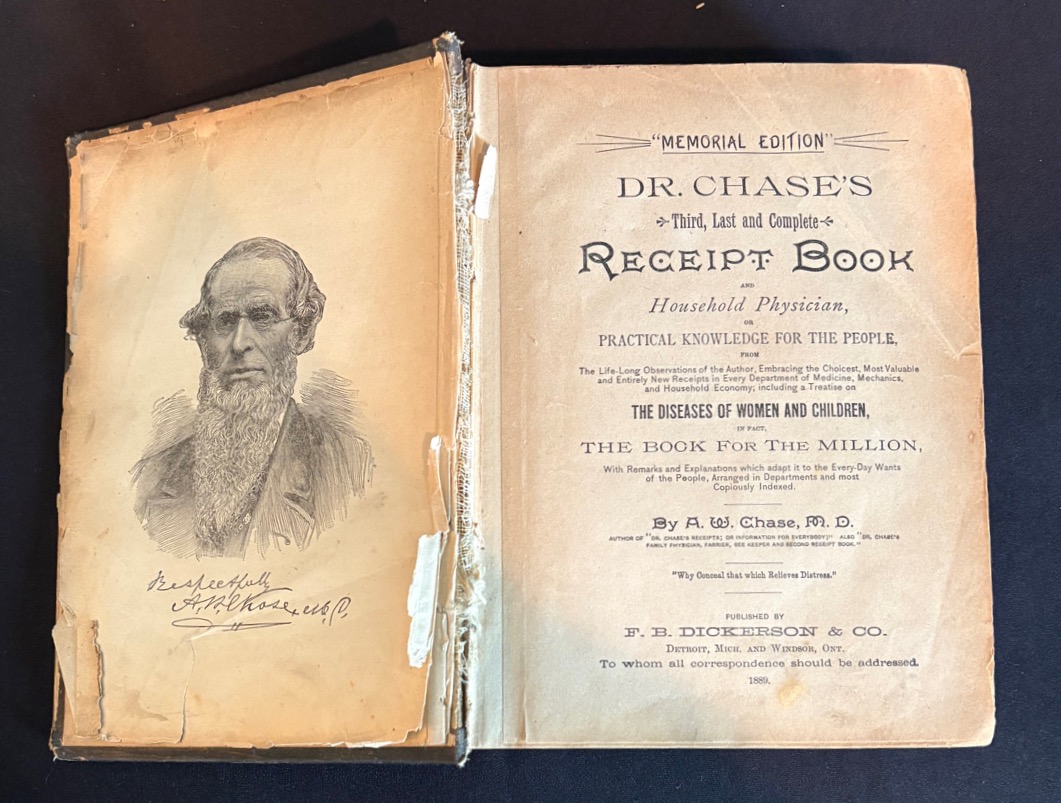 Respectfully
A. W. Chase, M. D.
"MEMORIAL EDITION"
DR. CHASE'S
Third, Last and Complete
RECEIPT BOOK
AND
Household Physician,
OR
PRACTICAL KNOWLEDGE FOR THE PEOPLE,
FROM
The Life-Long Observations of the Author, Embracing the Choicest, Most Valuable
and Entirely New Receipts in Every Department of Medicine, Mechanics,
and Household Economy; including a Treatise on
THE DISEASES OF WOMEN AND CHILDREN,
IN FACT,
THE BOOK FOR THE MILLION,
With Remarks and Explanations which adapt it to the Every-Day Wants
of the People, Arranged in Departments and most
Copiously Indexed.
By A. W. Chase, M. D.
AUTHOR OF "DR. CHASE'S RECEIPTS; OR INFORMATION FOR EVERYBODY;" ALSO "DR. CHASE'S
FAMILY PHYSICIAN, FARRIER, BEE KEEPER AND SECOND RECEIPT BOOK."
"Why Conceal that which Relieves Distress."
PUBLISHED BY
F. B. DICKERSON & CO.
DETROIT, MICH. AND WINDSOR, ONT.
To whom all correspondence should be addressed.
1889.